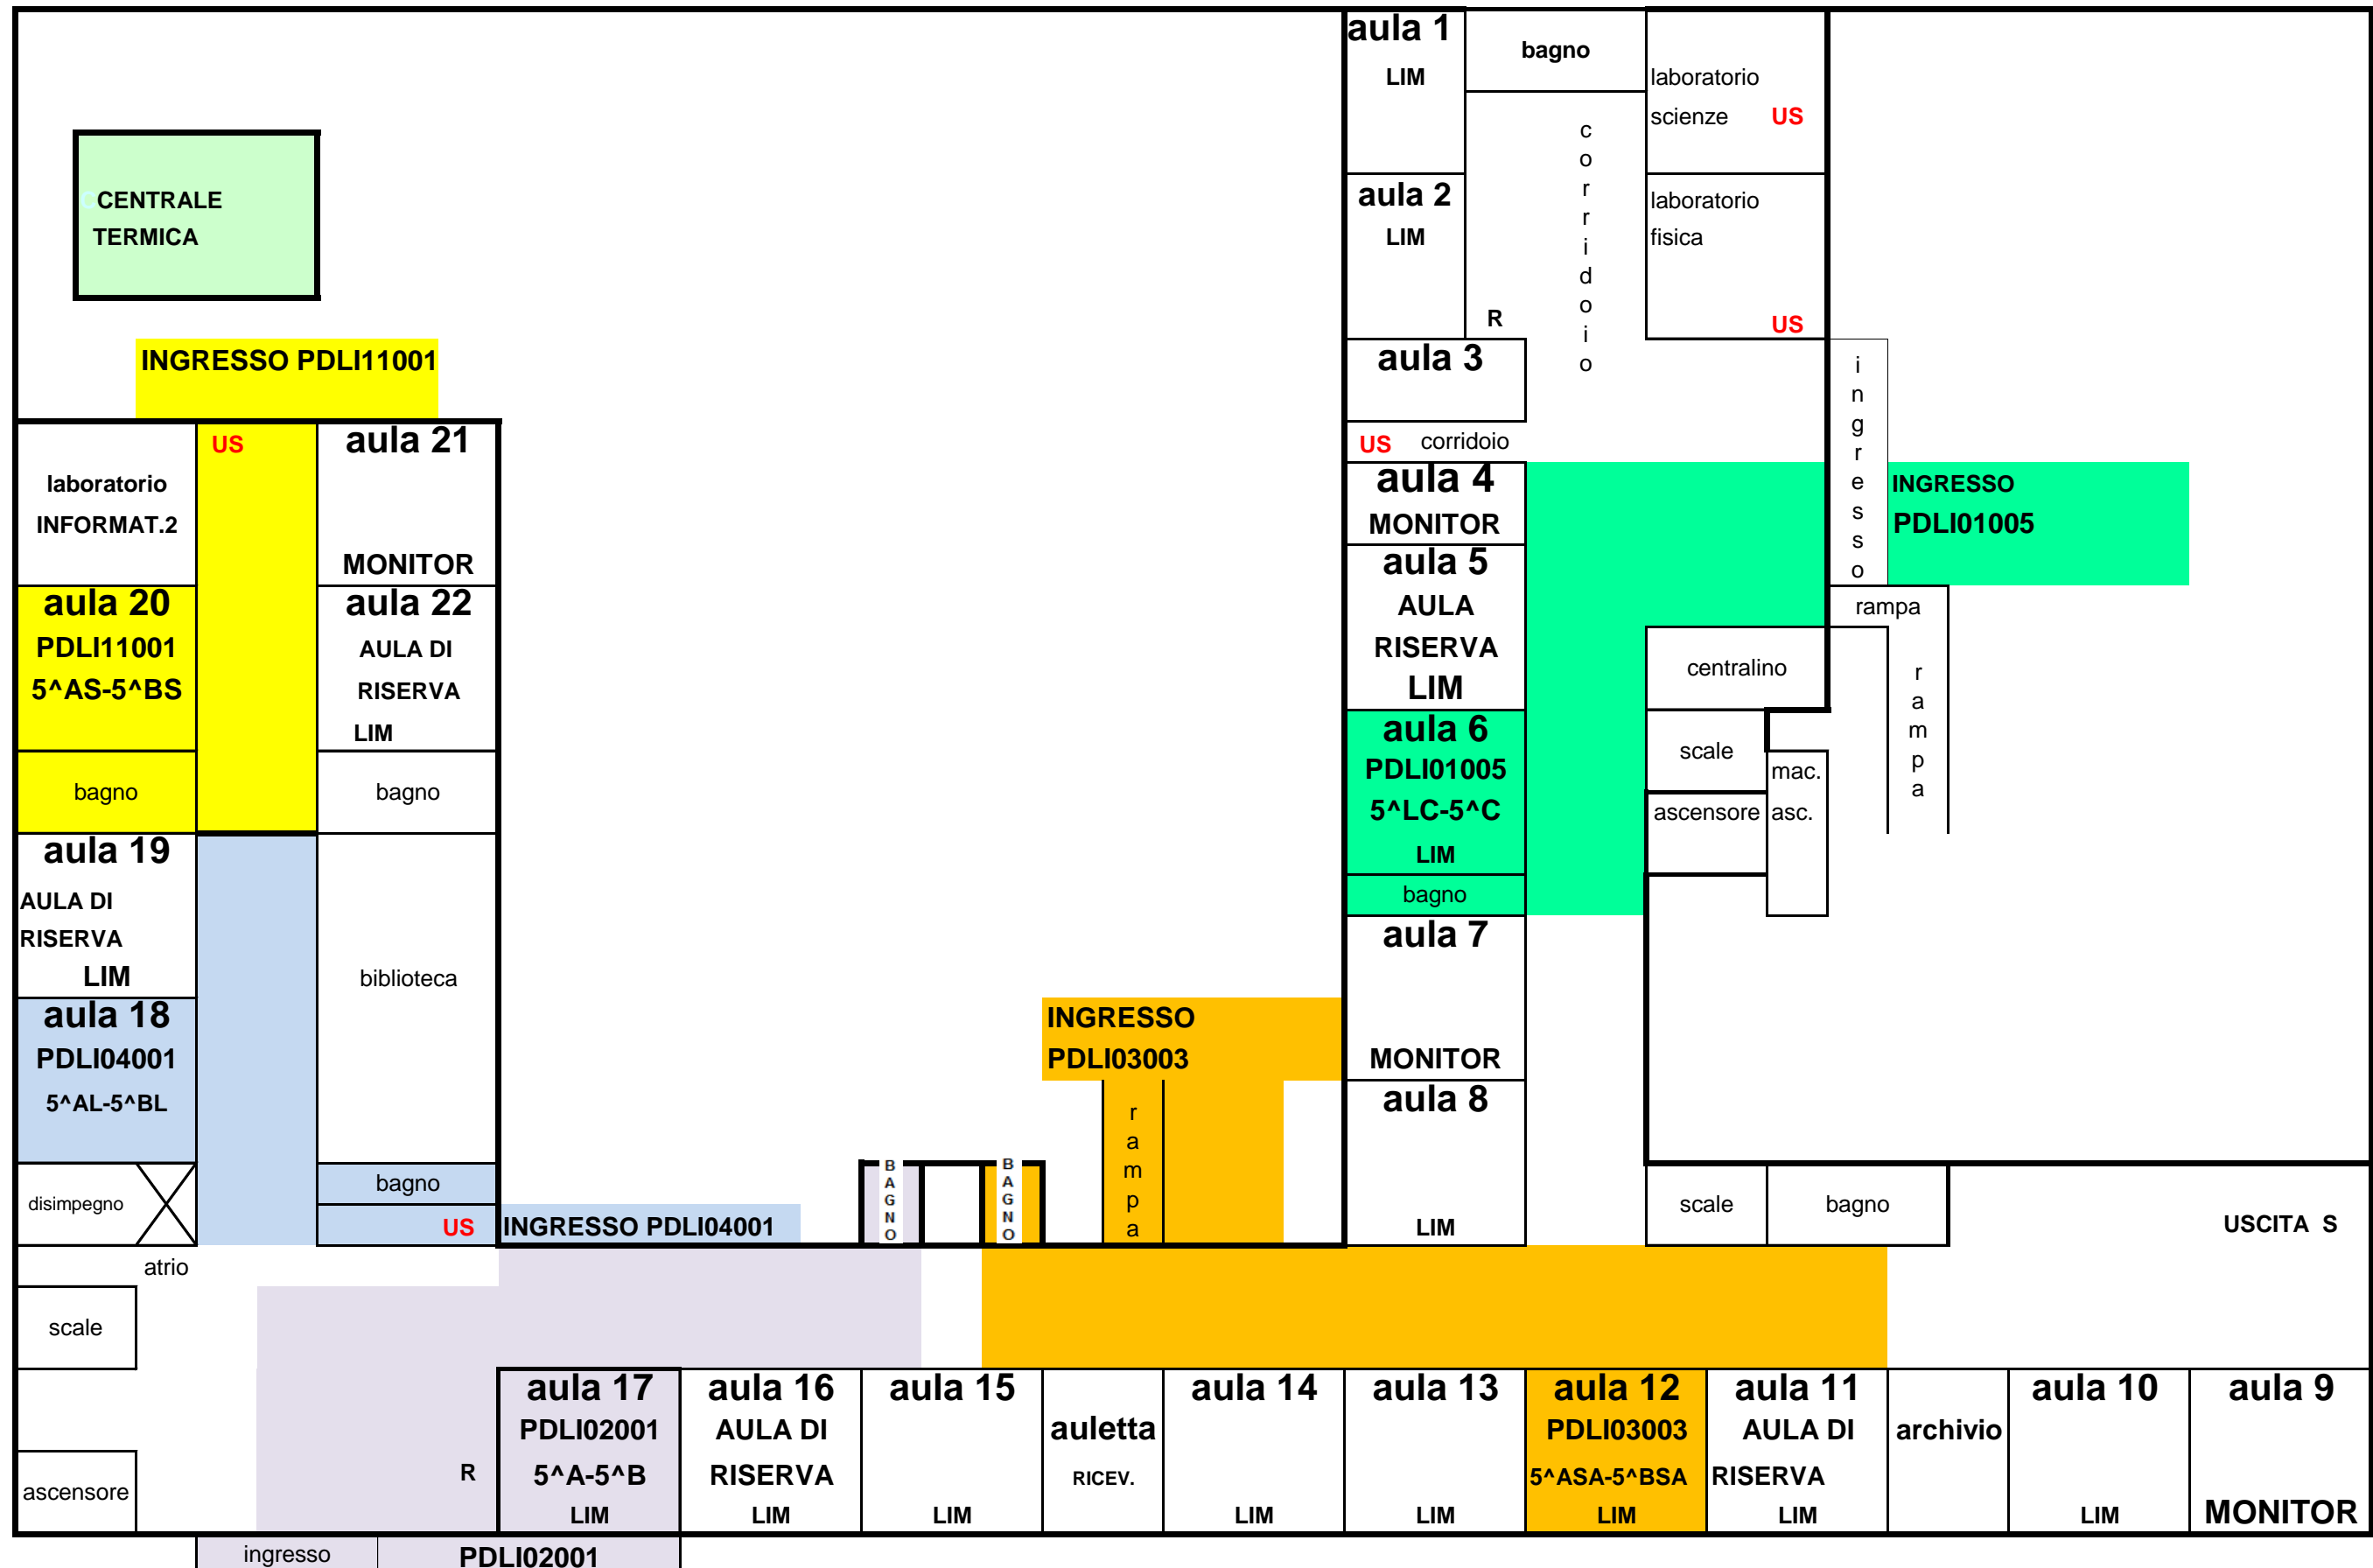 aula 1
LIM
bagno
laboratorio
scienze US
corridoio
CCENTRALE
TERMICA
aula 2
LIM
R
laboratorio
fisica
US
INGRESSO PDLI11001
aula 3
ingresso
US corridoio
laboratorio
INFORMAT.2
US
aula 21
MONITOR
aula 4
MONITOR
INGRESSO
PDLI01005
aula 20
PDLI11001
5^AS-5^BS
aula 22
AULA DI
RISERVA
LIM
aula 5
AULA
RISERVA
LIM
rampa
centralino
rampa
bagno
bagno
aula 6
PDLI01005
5^LC-5^C
LIM
scale
mac.
asc.
ascensore
bagno
aula 19
AULA DI
RISERVA
LIM
biblioteca
aula 7
MONITOR
aula 18
PDLI04001
5^AL-5^BL
INGRESSO
PDLI03003
rampa
aula 8
LIM
disimpegno
bagno
US
INGRESSO PDLI04001
BAGNO
BAGNO
scale
bagno
USCITA S
atrio
scale
ascensore
R
aula 17
PDLI02001
5^A-5^B
LIM
aula 16
AULA DI
RISERVA
LIM
aula 15
LIM
auletta
RICEV.
aula 14
LIM
aula 13
LIM
aula 12
PDLI03003
5^ASA-5^BSA
LIM
aula 11
AULA DI
RISERVA
LIM
archivio
aula 10
LIM
aula 9
MONITOR
ingresso
PDLI02001